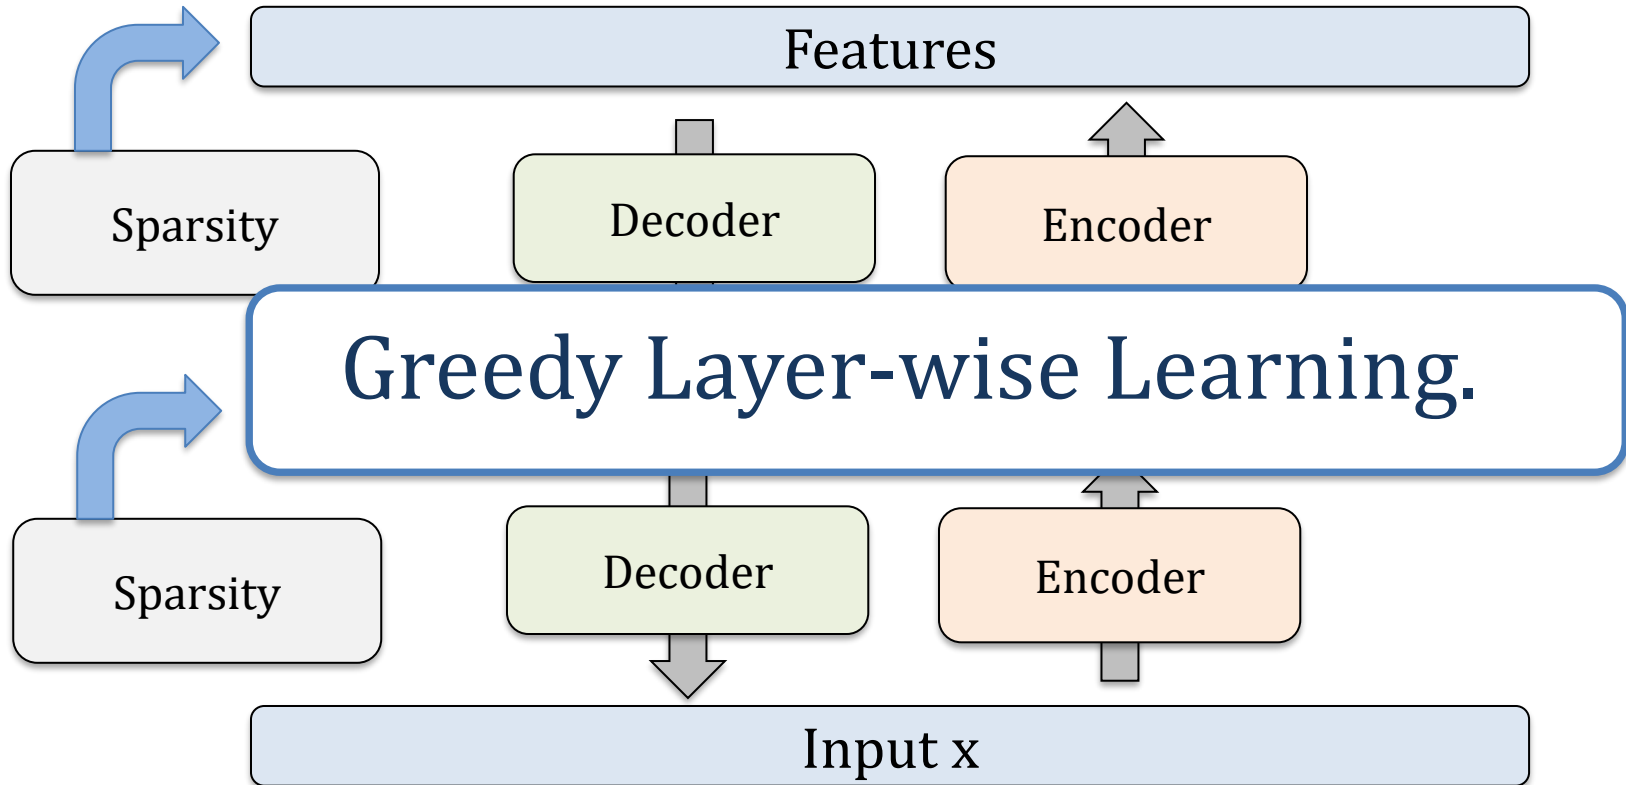 Features
Sparsity
Decoder
Encoder
Greedy Layer-wise Learning.
Sparsity
Decoder
Encoder
Input x